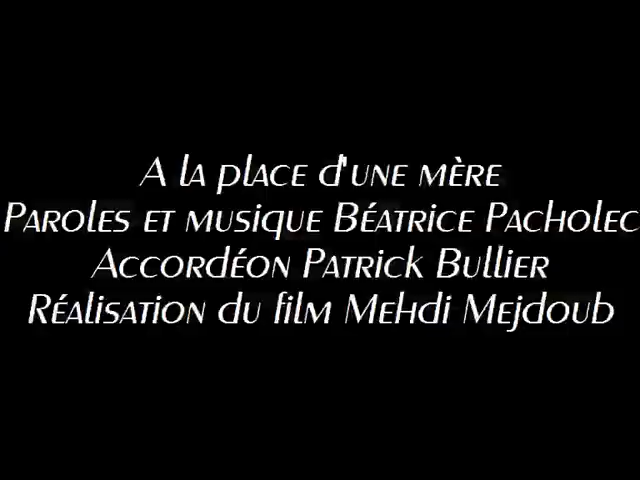 A la place d'une mère
Paroles et musique Béatrice Pacholec
Accordéon Patrick Bullier
Réalisation du film Mehdi Mejdoub